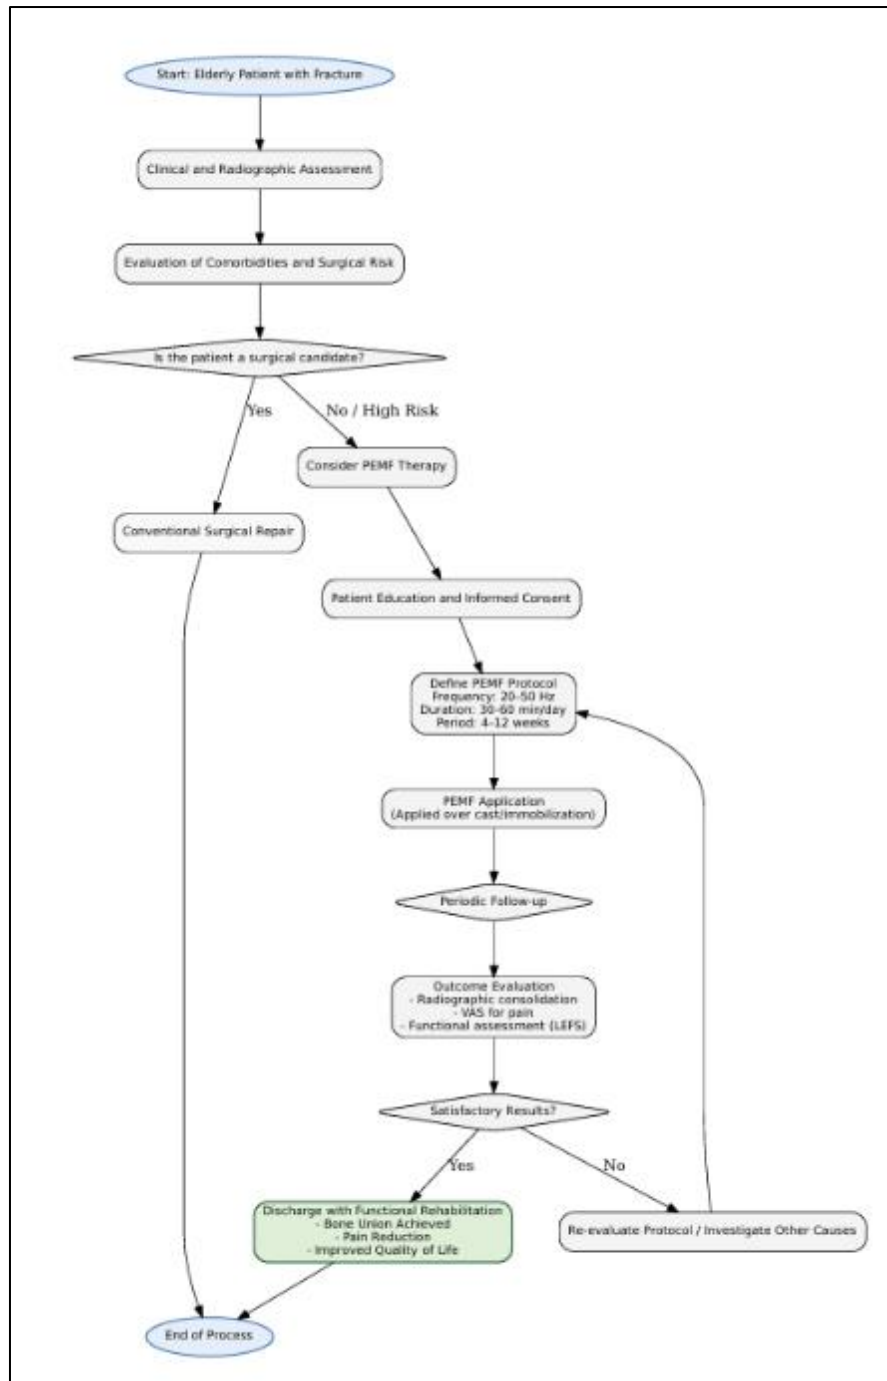 Start: Elderly Patient with Fracture
Clinical and Radiographic Assessment
Evaluation of Comorbidities and Surgical Risk
Is the patient a surgical candidate?
Yes
No / High Risk
Consider PEMF Therapy
Conventional Surgical Repair
Patient Education and Informed Consent
Define PEMF Protocol
Frequency: 20–50 Hz
Duration: 30–60 min/day
Period: 4–12 weeks
PEMF Application
(Applied over cast/immobilization)
Periodic Follow-up
Outcome Evaluation
- Radiographic consolidation
- VAS for pain
- Functional assessment (LEFS)
Satisfactory Results?
Yes
No
Discharge with Functional Rehabilitation
- Bone Union Achieved
- Pain Reduction
- Improved Quality of Life
Re-evaluate Protocol / Investigate Other Causes
End of Process